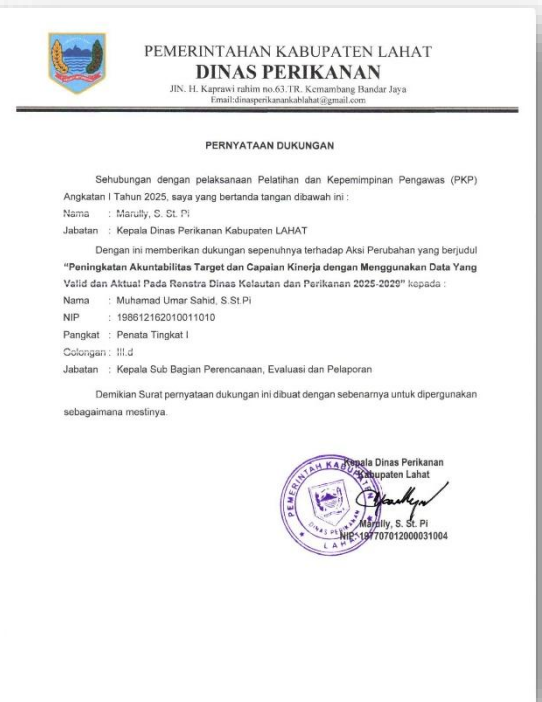 PEMERINTAHAN KABUPATEN LAHAT
DINAS PERIKANAN
JlN. H. Kaprawi rahim no.63.TR. Kemambang Bandar Jaya
Email:dinasperikanankablahat@gmail.com
PERNYATAAN DUKUNGAN
Sehubungan dengan pelaksanaan Pelatihan dan Kepemimpinan Pengawas (PKP)
Angkatan I Tahun 2025, saya yang bertanda tangan dibawah ini :
Nama : Marully, S. St. Pi
Jabatan : Kepala Dinas Perikanan Kabupaten LAHAT
Dengan ini memberikan dukungan sepenuhnya terhadap Aksi Perubahan yang berjudul
“Peningkatan Akuntabilitas Target dan Capaian Kinerja dengan Menggunakan Data Yang
Valid dan Aktual Pada Renstra Dinas Kelautan dan Perikanan 2025-2029” kepada :
Nama : Muhamad Umar Sahid, S.St.Pi
NIP : 198612162010011010
Pangkat : Penata Tingkat I
Golongan : III.d
Jabatan : Kepala Sub Bagian Perencanaan, Evaluasi dan Pelaporan
Demikian Surat pernyataan dukungan ini dibuat dengan sebenarnya untuk dipergunakan
sebagaimana mestinya.
Kepala Dinas Perikanan
Kabupaten Lahat
PEMERINTAH KABUPATEN
DINAS PERIKANAN
LAHAT
Marully, S. St. Pi
NIP. 197707012000031004